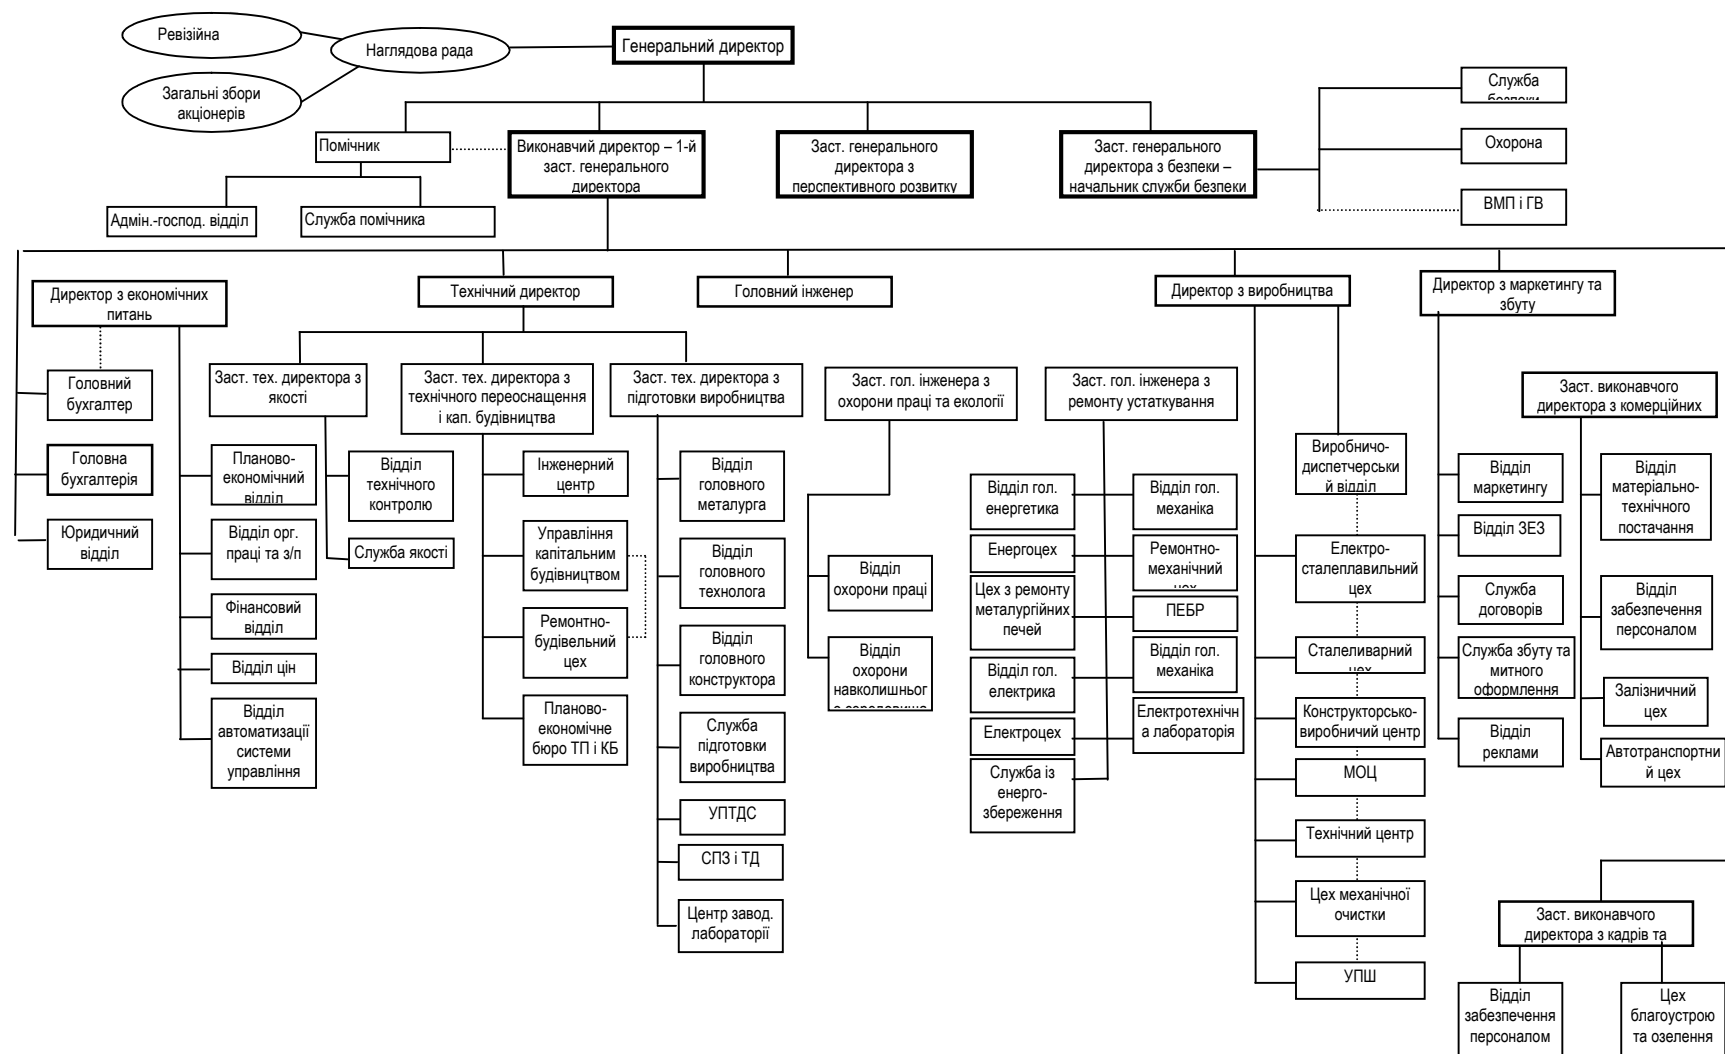 Ревізійна
Наглядова рада
Загальні збори
акціонерів
Генеральний директор
Помічник
Виконавчий директор – 1-й
заст. генерального
директора
Заст. генерального
директора з
перспективного розвитку
Заст. генерального
директора з безпеки –
начальник служби безпеки
Служба
безпеки
Охорона
ВМП і ГВ
Адмін.-господ. відділ
Служба помічника
Директор з економічних
питань
Технічний директор
Головний інженер
Директор з виробництва
Директор з маркетингу та
збуту
Головний
бухгалтер
Головна
бухгалтерія
Юридичний
відділ
Планово-
економічний
відділ
Відділ орг.
праці та з/п
Фінансовий
відділ
Відділ цін
Відділ
автоматизації
системи
управління
Заст. тех. директора з
якості
Відділ
технічного
контролю
Служба якості
Заст. тех. директора з
технічного переоснащення
і кап. будівництва
Інженерний
центр
Управління
капітальним
будівництвом
Ремонтно-
будівельний
цех
Планово-
економічне
бюро ТП і КБ
Заст. тех. директора з
підготовки виробництва
Відділ
головного
металурга
Відділ
головного
технолога
Відділ
головного
конструктора
Служба
підготовки
виробництва
УПТДС
СПЗ і ТД
Центр завод.
лабораторії
Заст. гол. інженера з
охорони праці та екології
Відділ
охорони праці
Відділ
охорони
навколишньог
о середовища
Заст. гол. інженера з
ремонту устаткування
Відділ гол.
енергетика
Відділ гол.
механіка
Енергоцех
Ремонтно-
механічний
цех
Цех з ремонту
металургійних
печей
ПЕБР
Відділ гол.
електрика
Відділ гол.
механіка
Електроцех
Електротехнічн
а лабораторія
Служба із
енерго-
збереження
Виробничо-
диспетчерськи
й відділ
Електро-
сталеплавильний
цех
Сталеливарний
цех
Конструкторсько-
виробничий центр
МОЦ
Технічний центр
Цех механічної
очистки
УПШ
Відділ
маркетингу
Відділ ЗЕЗ
Служба
договорів
Служба збуту та
митного
оформлення
Відділ
реклами
Заст. виконавчого
директора з комерційних
Відділ
матеріально-
технічного
постачання
Відділ
забезпечення
персоналом
Залізничний
цех
Автотранспортни
й цех
Заст. виконавчого
директора з кадрів та
Відділ
забезпечення
персоналом
Цех
благоустрою
та озелення